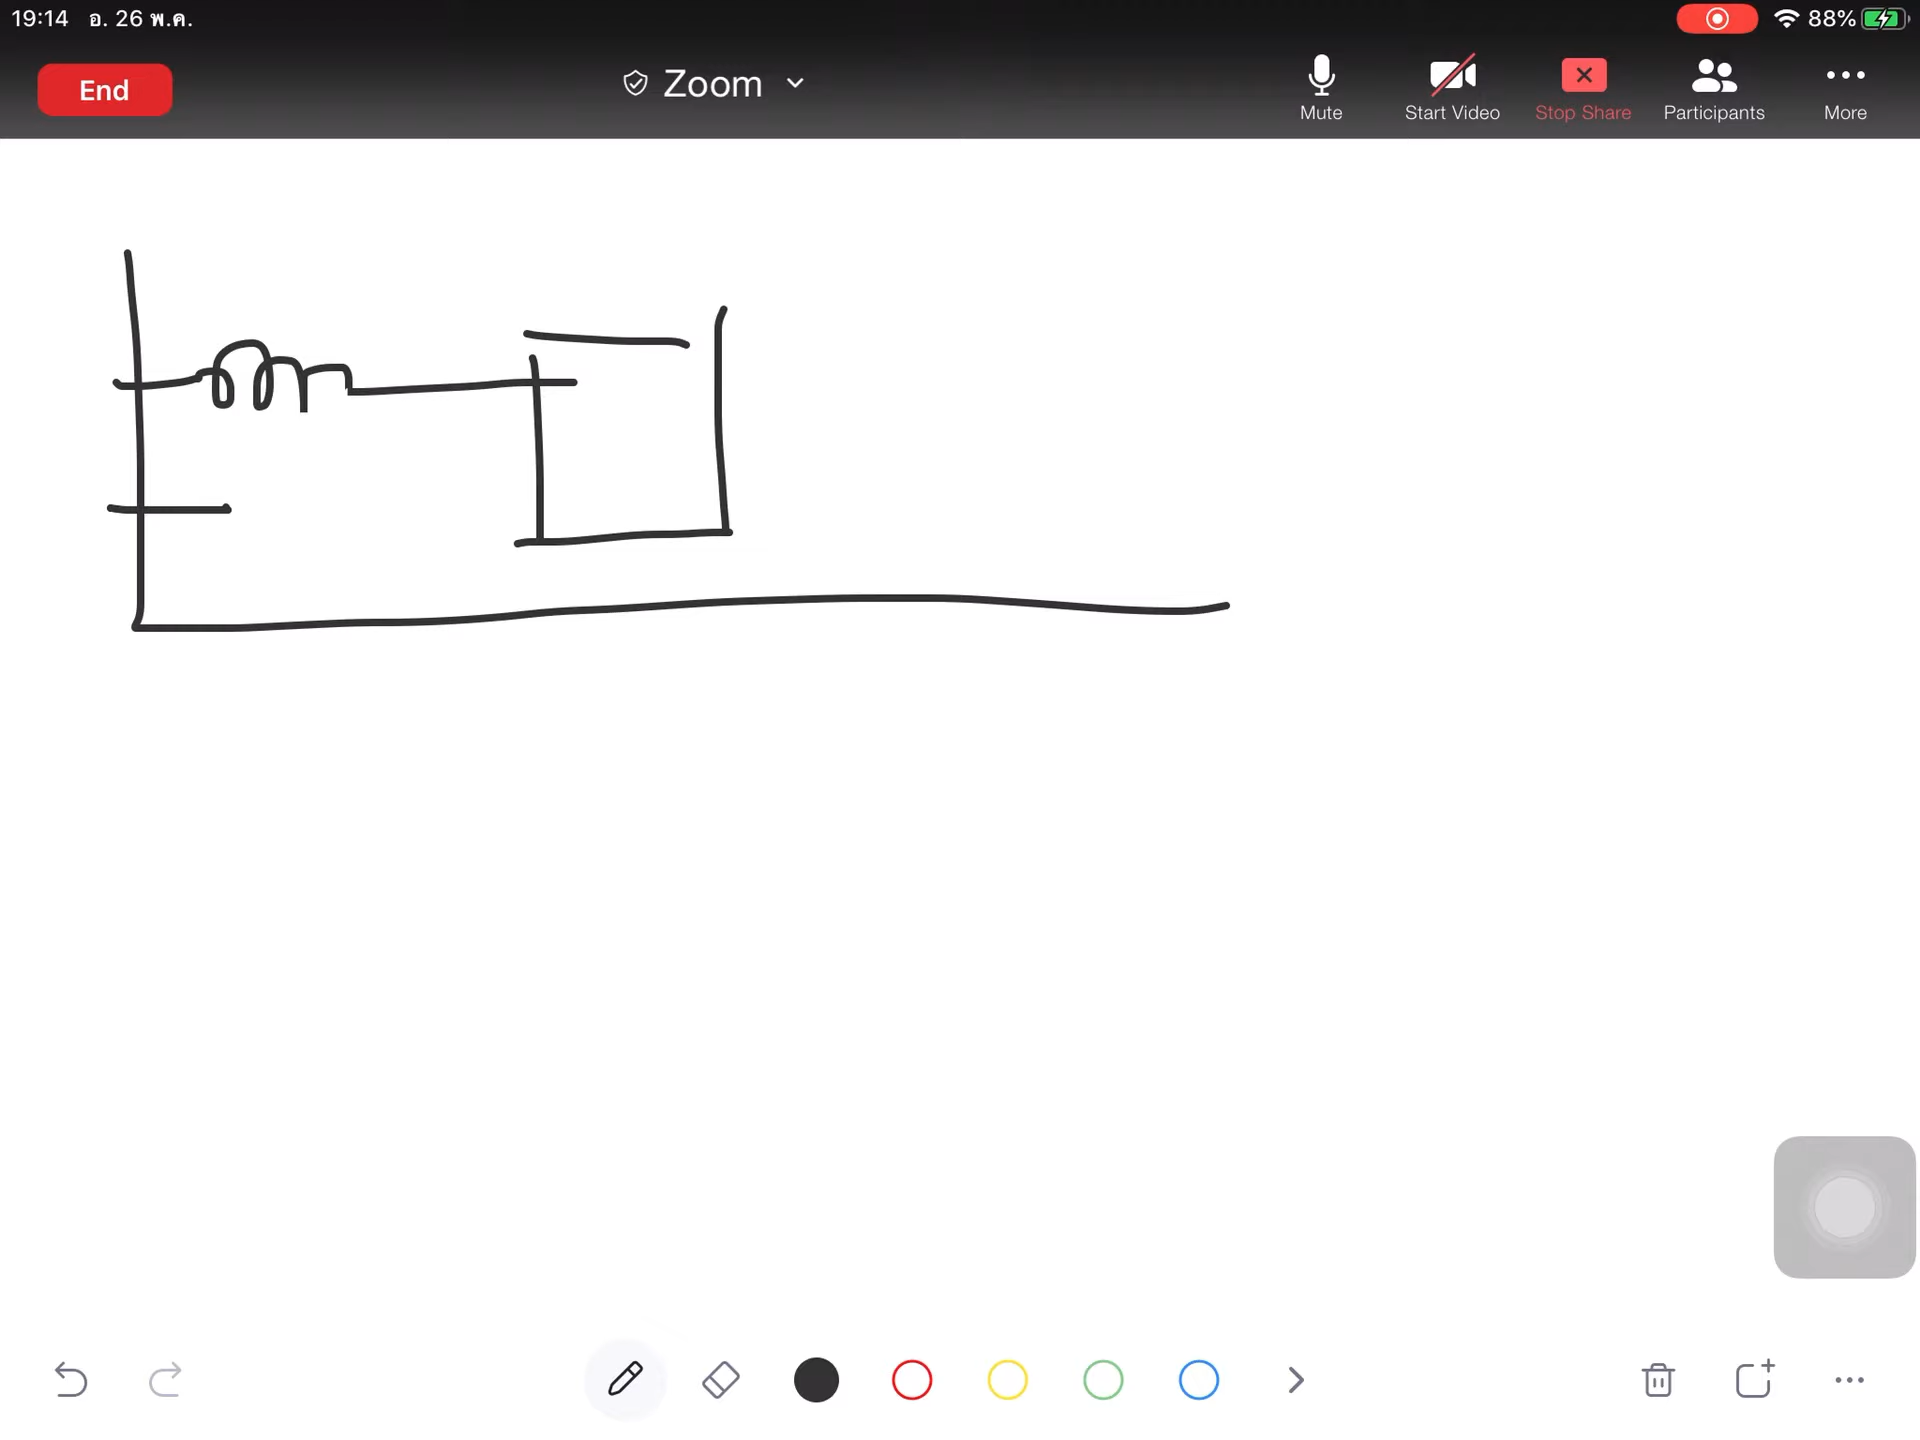 19:14 อ. 26 พ.ค.
88%
End
Zoom
Mute
Start Video
Stop Share
Participants
More